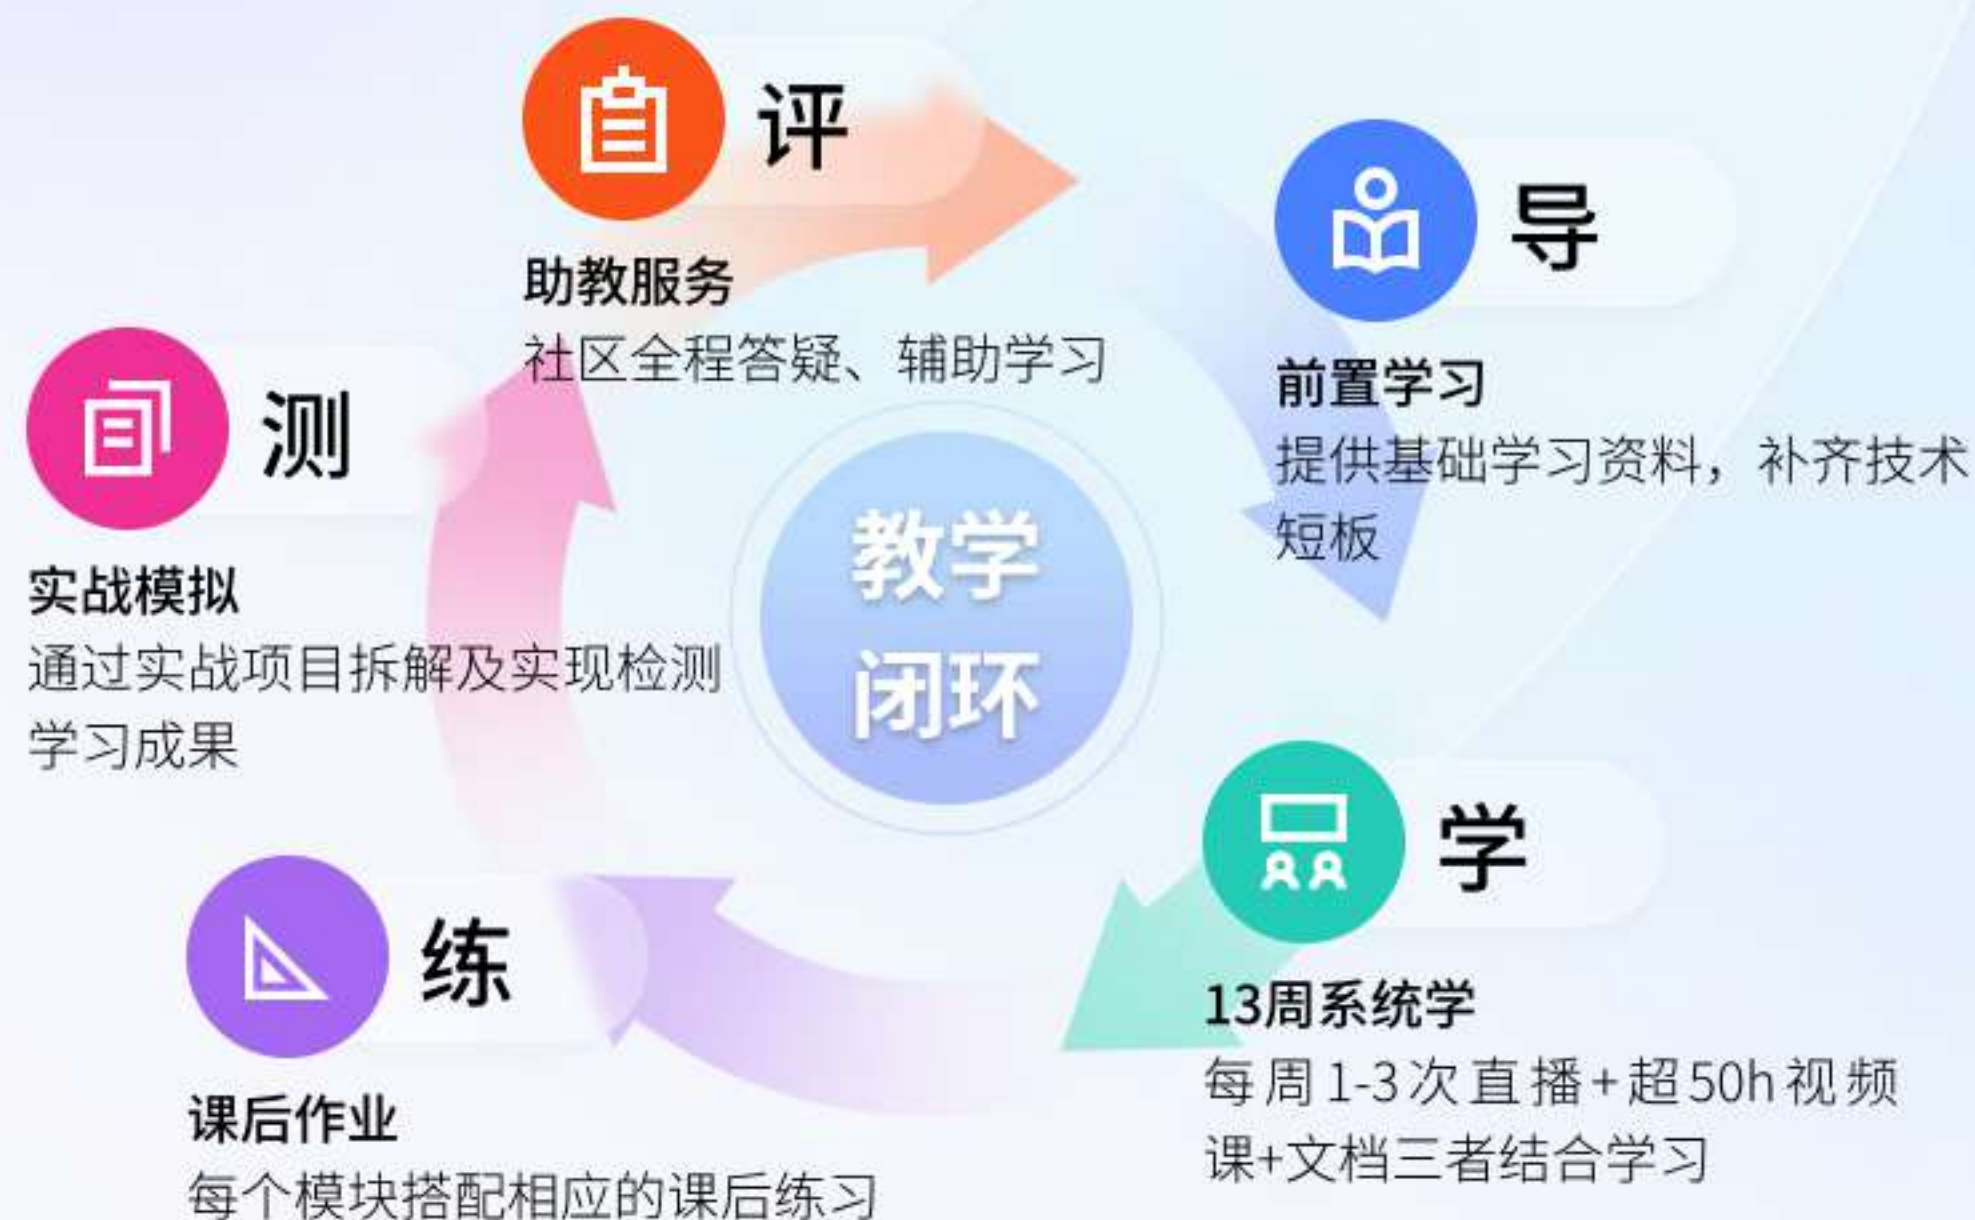 评
助教服务
社区全程答疑、辅助学习
导
前置学习
提供基础学习资料，补齐技术
短板
测
实战模拟
通过实战项目拆解及实现检测
学习成果
教学
闭环
学
13周系统学
每周1-3次直播+超50h视频
课+文档三者结合学习
练
课后作业
每个模块搭配相应的课后练习